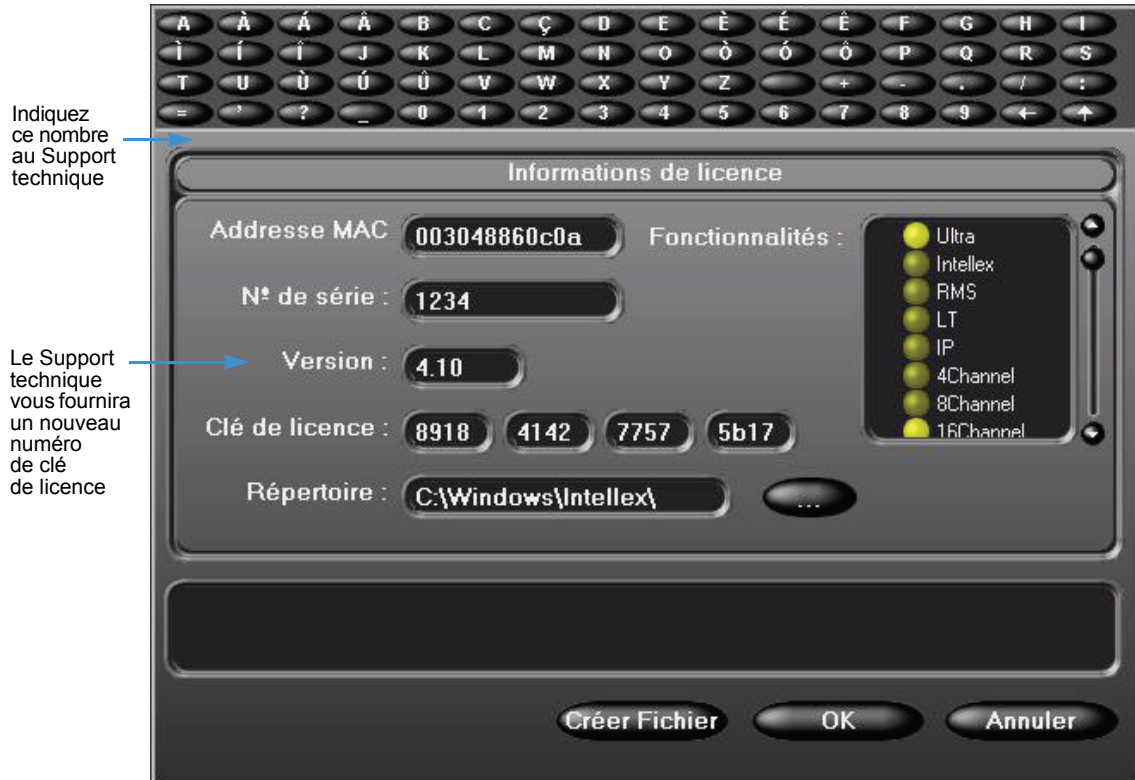 A À Á Â B C Ç D E È É Ê F G H I
Ì Í Î J K L M N O Ò Ó Ô P Q R S
T U Ù Ú Û V W X Y Z + - . / :
= ' ? _ 0 1 2 3 4 5 6 7 8 9 ← ↑
Indiquez
ce nombre
au Support
technique
Informations de licence
Addresse MAC 003048860c0a
Fonctionnalités :
Ultra
Intellex
RMS
LT
IP
4Channel
8Channel
16Channel
Nº de série : 1234
Le Support
technique
vous fournira
un nouveau
numéro
de clé
de licence
Version : 4.10
Clé de licence : 8918 4142 7757 5b17
Répertoire : C:\Windows\Intellex\ ...
Créer Fichier OK Annuler